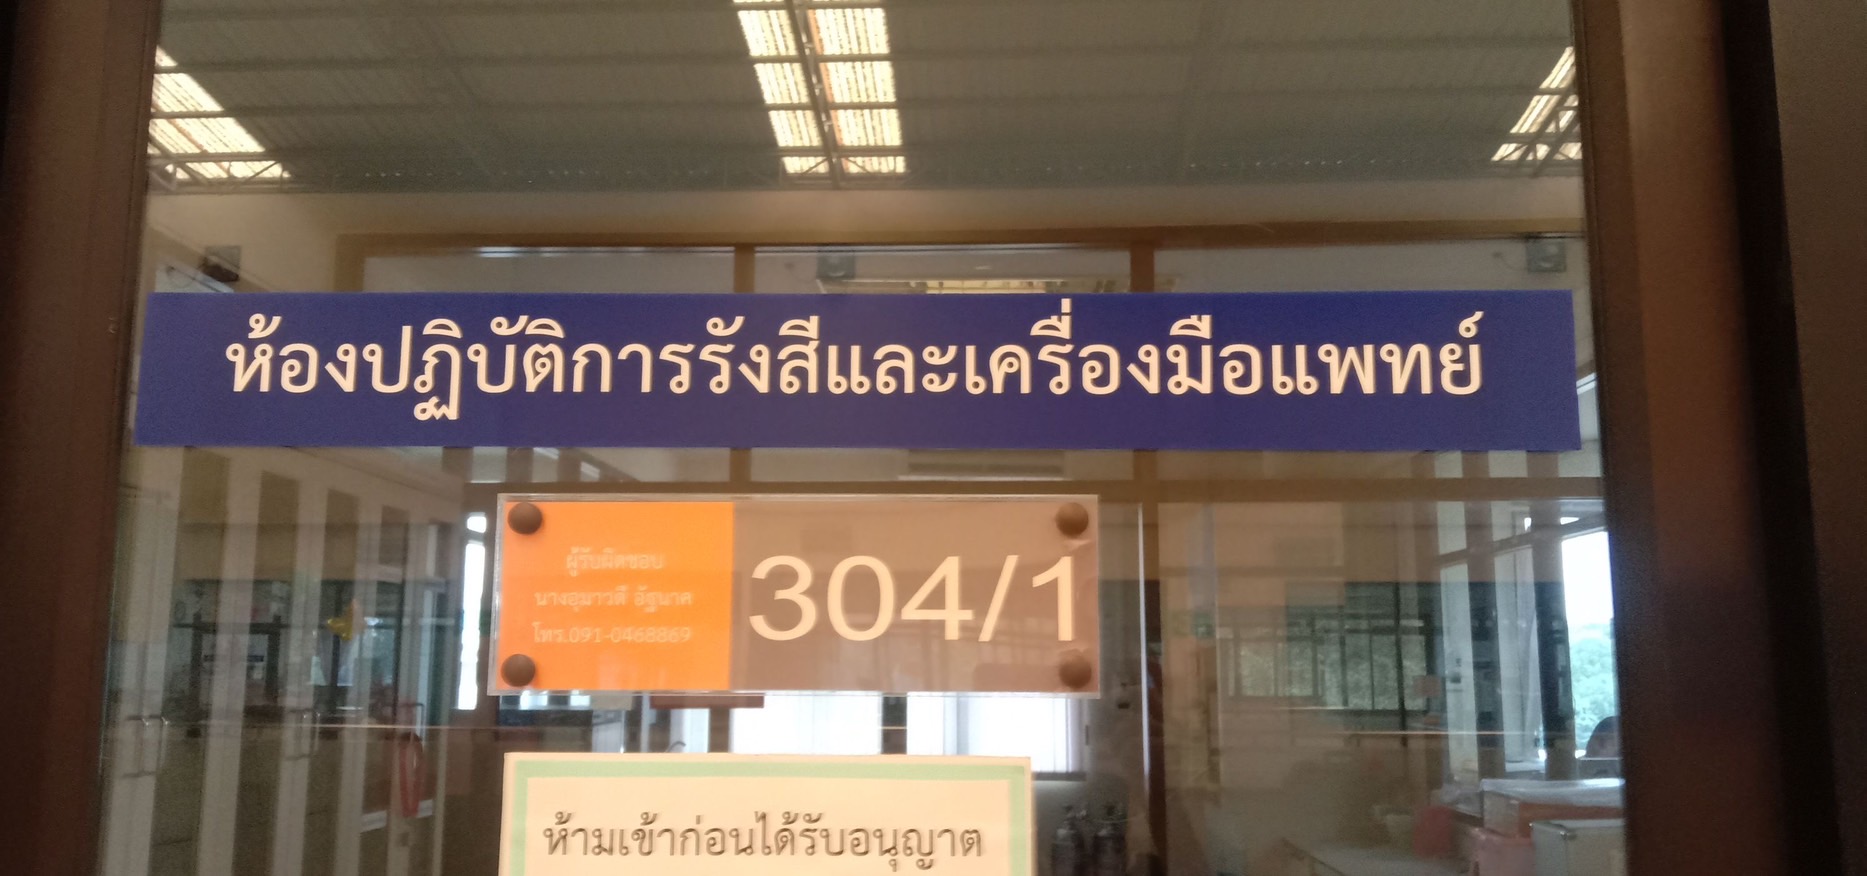 ห้องปฏิบัติการรังสีและเครื่องมือแพทย์
ผู้รับผิดชอบ
นางอุมาวดี อัฐนาค
โทร.091-0468869
304/1
ห้ามเข้าก่อนได้รับอนุญาต